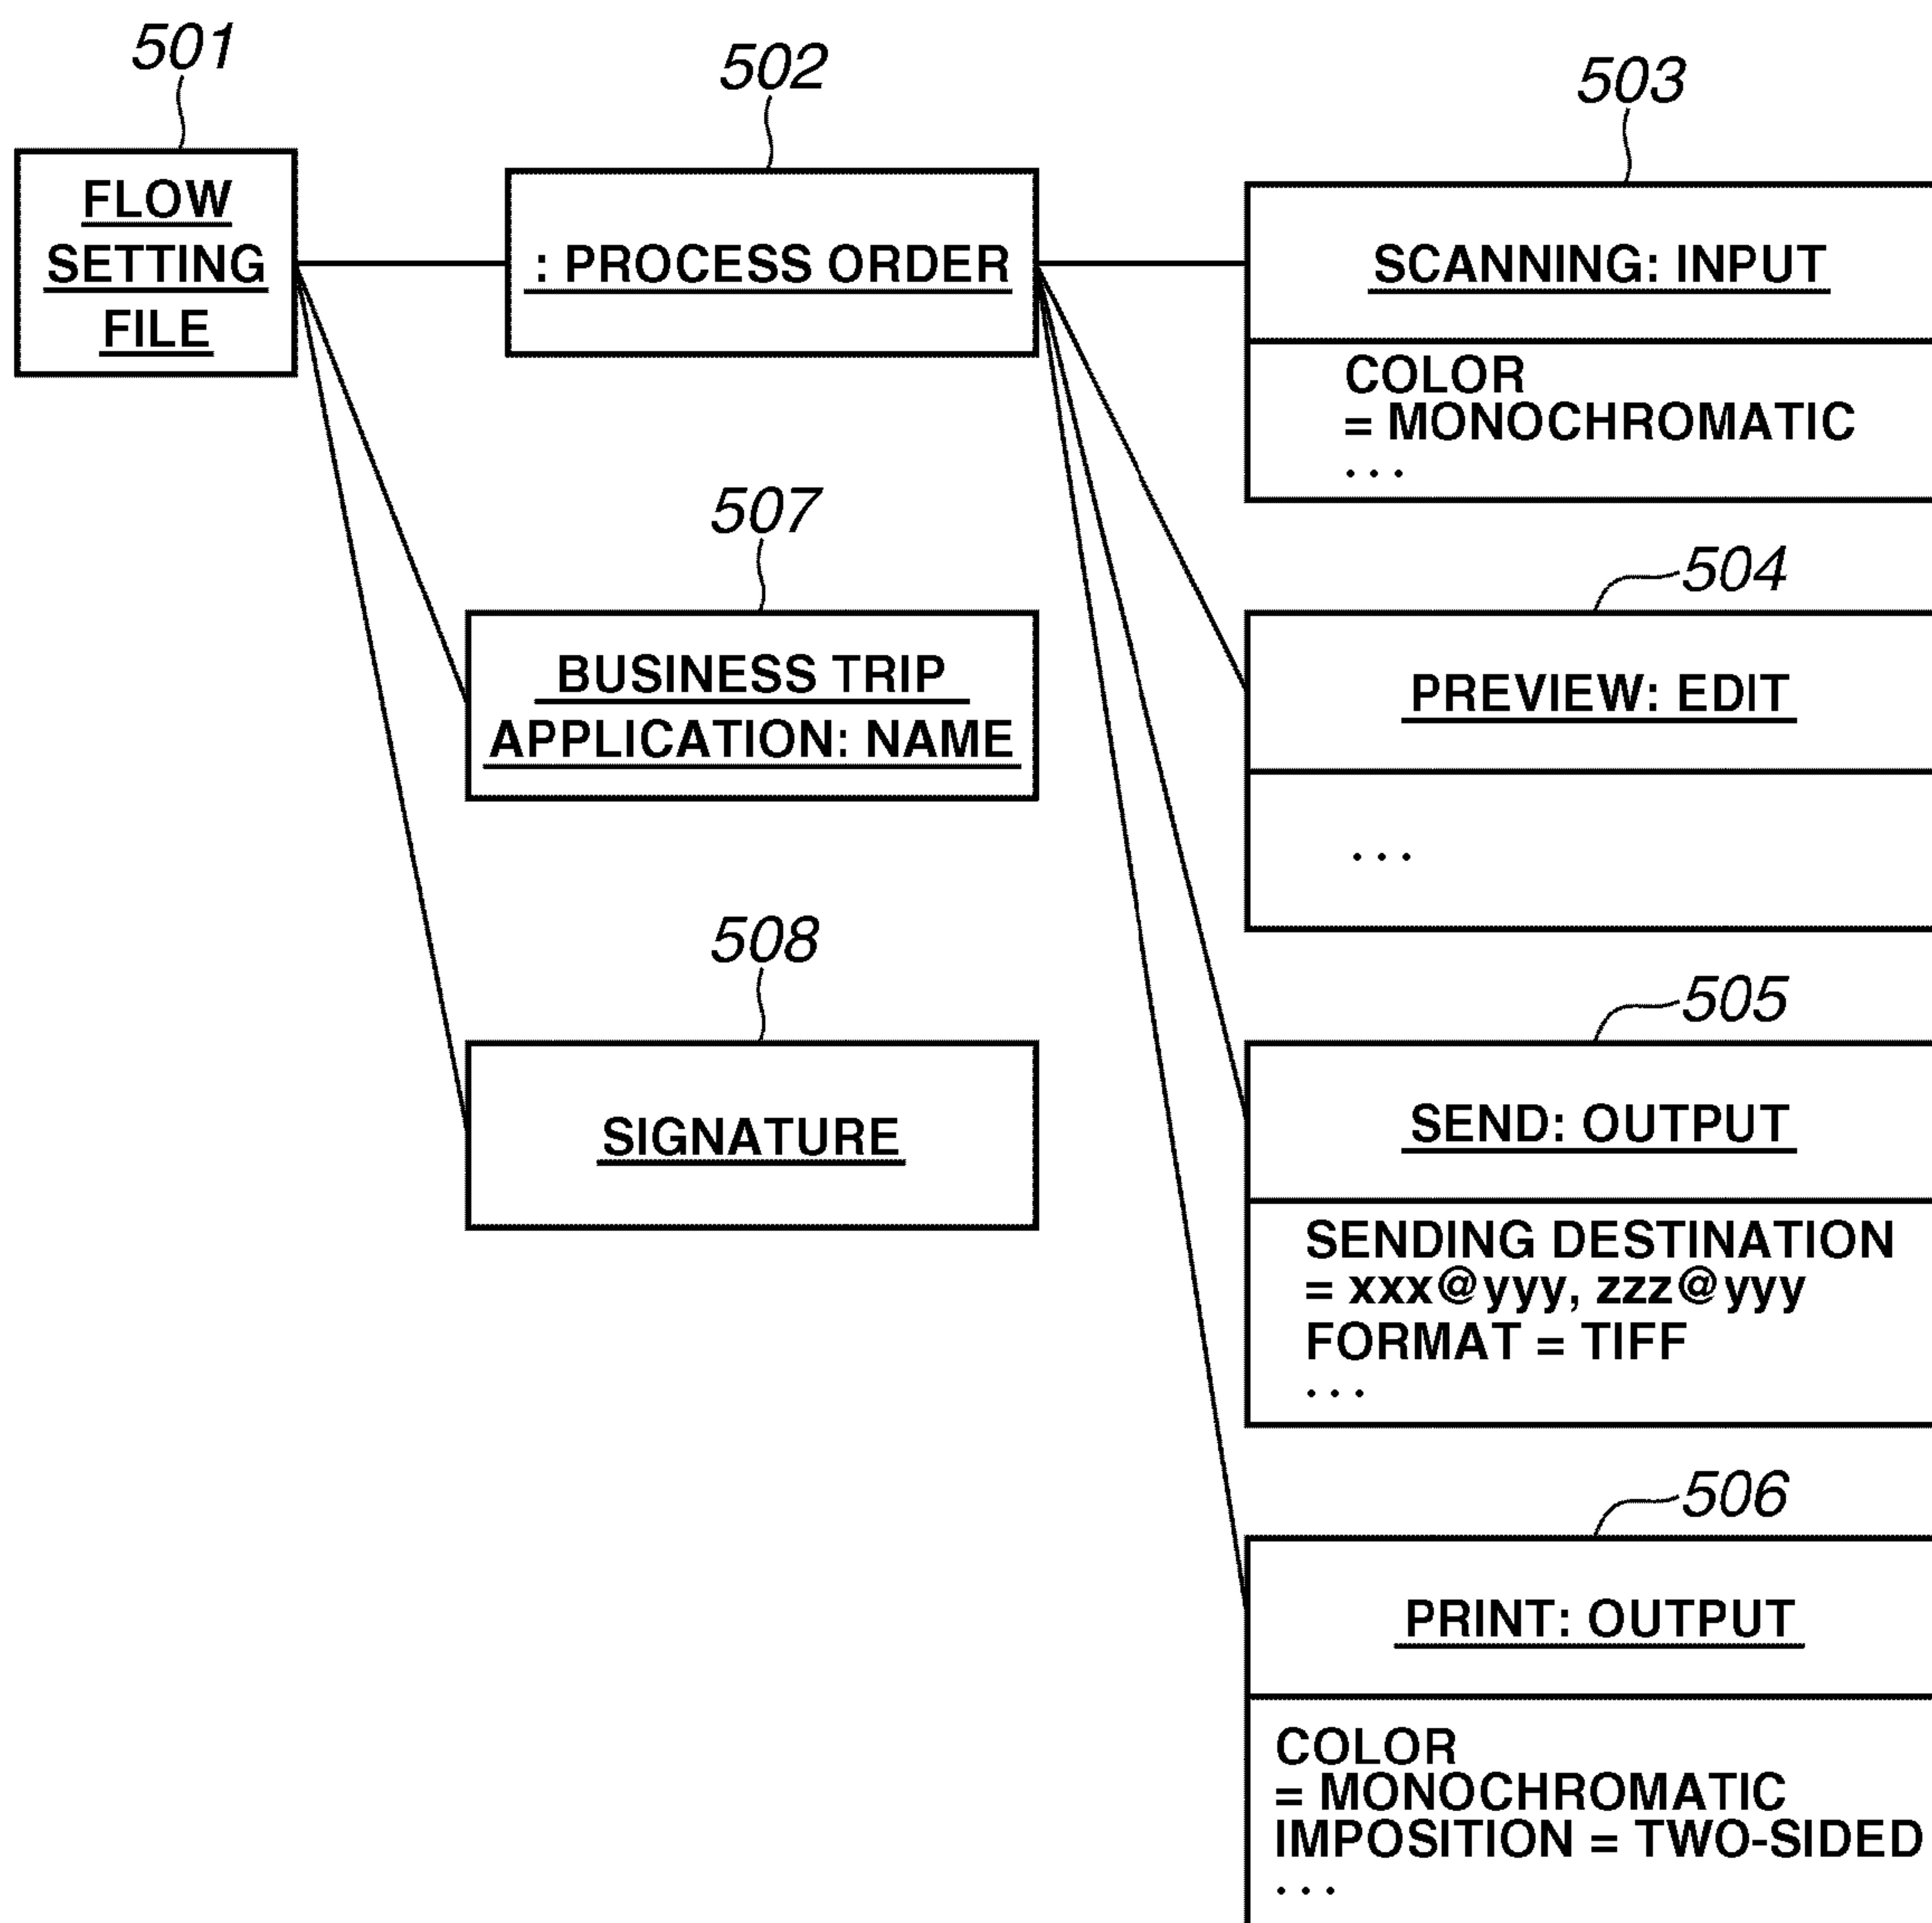 501
FLOW
SETTING
FILE
502
: PROCESS ORDER
503
SCANNING: INPUT
COLOR
= MONOCHROMATIC
...
507
BUSINESS TRIP
APPLICATION: NAME
504
PREVIEW: EDIT
...
508
SIGNATURE
505
SEND: OUTPUT
SENDING DESTINATION
= xxx@yyy, zzz@yyy
FORMAT = TIFF
...
506
PRINT: OUTPUT
COLOR
= MONOCHROMATIC
IMPOSITION = TWO-SIDED
...